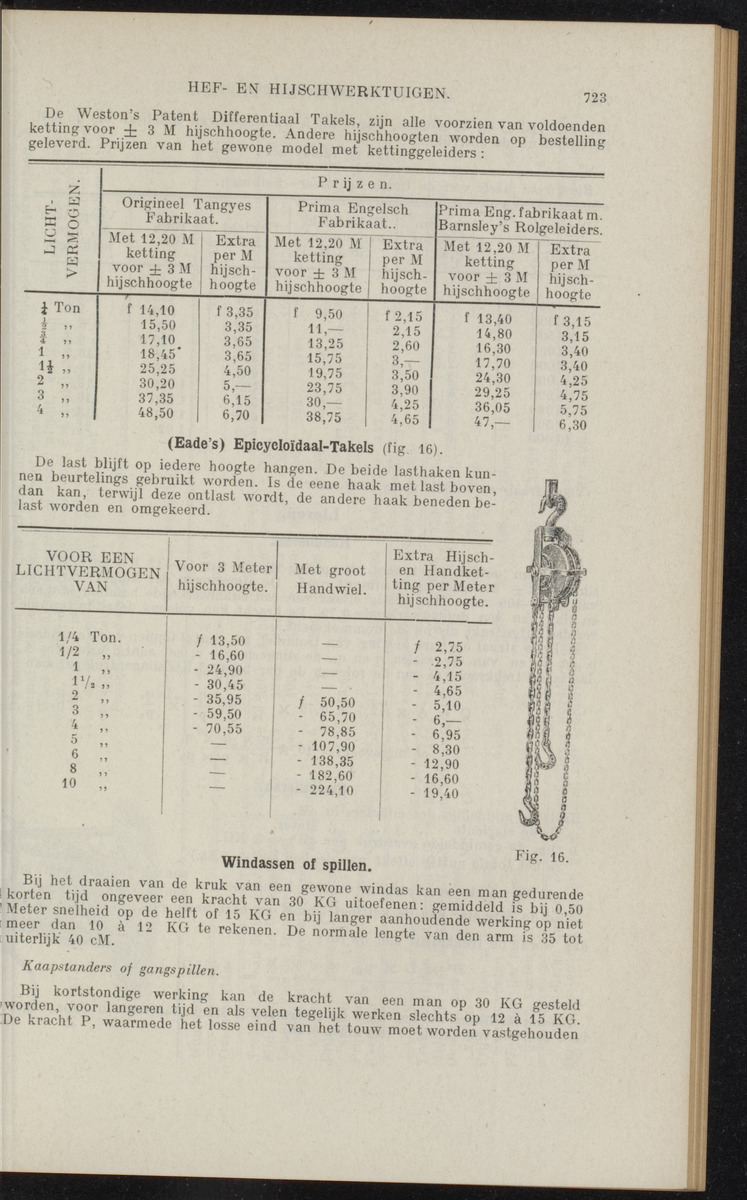 HEF- EN HIJSCHWERKTUIGEN. 723
De Weston's Patent Differentiaal Takels, zijn alle voorzien van voldoenden
ketting voor ± 3 M hijschhoogte. Andere hijschhoogten worden op bestelling
geleverd. Prijzen van het gewone model met kettinggeleiders:
LICHT-
VERMOGEN.
Prijzen.
Origineel Tangyes Prima Engelsch Prima Eng. fabrikaat m.
Fabrikaat. Fabrikaat.. Barnsley's Rolgeleiders.
Met 12,20 M Extra Met 12,20 M Extra Met 12,20 M Extra
ketting per M ketting per M ketting per M
voor ± 3 M hijsch- voor ± 3 M hijsch- voor ± 3 M hijsch-
hijschhoogte hoogte hijschhoogte hoogte hijschhoogte hoogte
¼ Ton f 14,10 f 3,35 f 9,50 f 2,15 f 13,40 f 3,15
½ „ 15,50 3,35 11,— 2,15 14,80 3,15
¾ „ 17,10 3,65 13,25 2,60 16,30 3,40
1 „ 18,45 3,65 15,75 3,— 17,70 3,40
1½ „ 25,25 4,50 19,75 3,50 24,30 4,25
2 „ 30,20 5,— 23,75 3,90 29,25 4,75
3 „ 37,35 6,15 30,— 4,25 36,05 5,75
4 „ 48,50 6,70 38,75 4,65 47,— 6,30
(Eade's) Epicycloïdaal-Takels (fig. 16).
De last blijft op iedere hoogte hangen. De beide lasthaken kun-
nen beurtelings gebruikt worden. Is de eene haak met last boven,
dan kan, terwijl deze ontlast wordt, de andere haak beneden be-
last worden en omgekeerd.
VOOR EEN
LICHTVERMOGEN
VAN
Voor 3 Meter
hijschhoogte.
Met groot
Handwiel.
Extra Hijsch-
en Handket-
ting per Meter
hijschhoogte.
1/4 Ton. f 13,50 — f 2,75
1/2 „ - 16,60 — - 2,75
1 „ - 24,90 — - 4,15
1½ „ - 30,45 — - 4,65
2 „ - 35,95 f 50,50 - 5,10
3 „ - 59,50 - 65,70 - 6,—
4 „ - 70,55 - 78,85 - 6,95
5 „ — - 107,90 - 8,30
6 „ — - 138,35 - 12,90
8 „ — - 182,60 - 16,60
10 „ — - 224,10 - 19,40
Fig. 16.
Windassen of spillen.
Bij het draaien van de kruk van een gewone windas kan een man gedurende
korten tijd ongeveer een kracht van 30 KG uitoefenen: gemiddeld is bij 0,50
Meter snelheid op de helft of 15 KG en bij langer aanhoudende werking op niet
meer dan 10 à 12 KG te rekenen. De normale lengte van den arm is 35 tot
uiterlijk 40 cM.
Kaapstanders of gangspillen.
Bij kortstondige werking kan de kracht van een man op 30 KG gesteld
worden, voor langeren tijd en als velen tegelijk werken slechts op 12 à 15 KG.
De kracht P, waarmede het losse eind van het touw moet worden vastgehouden